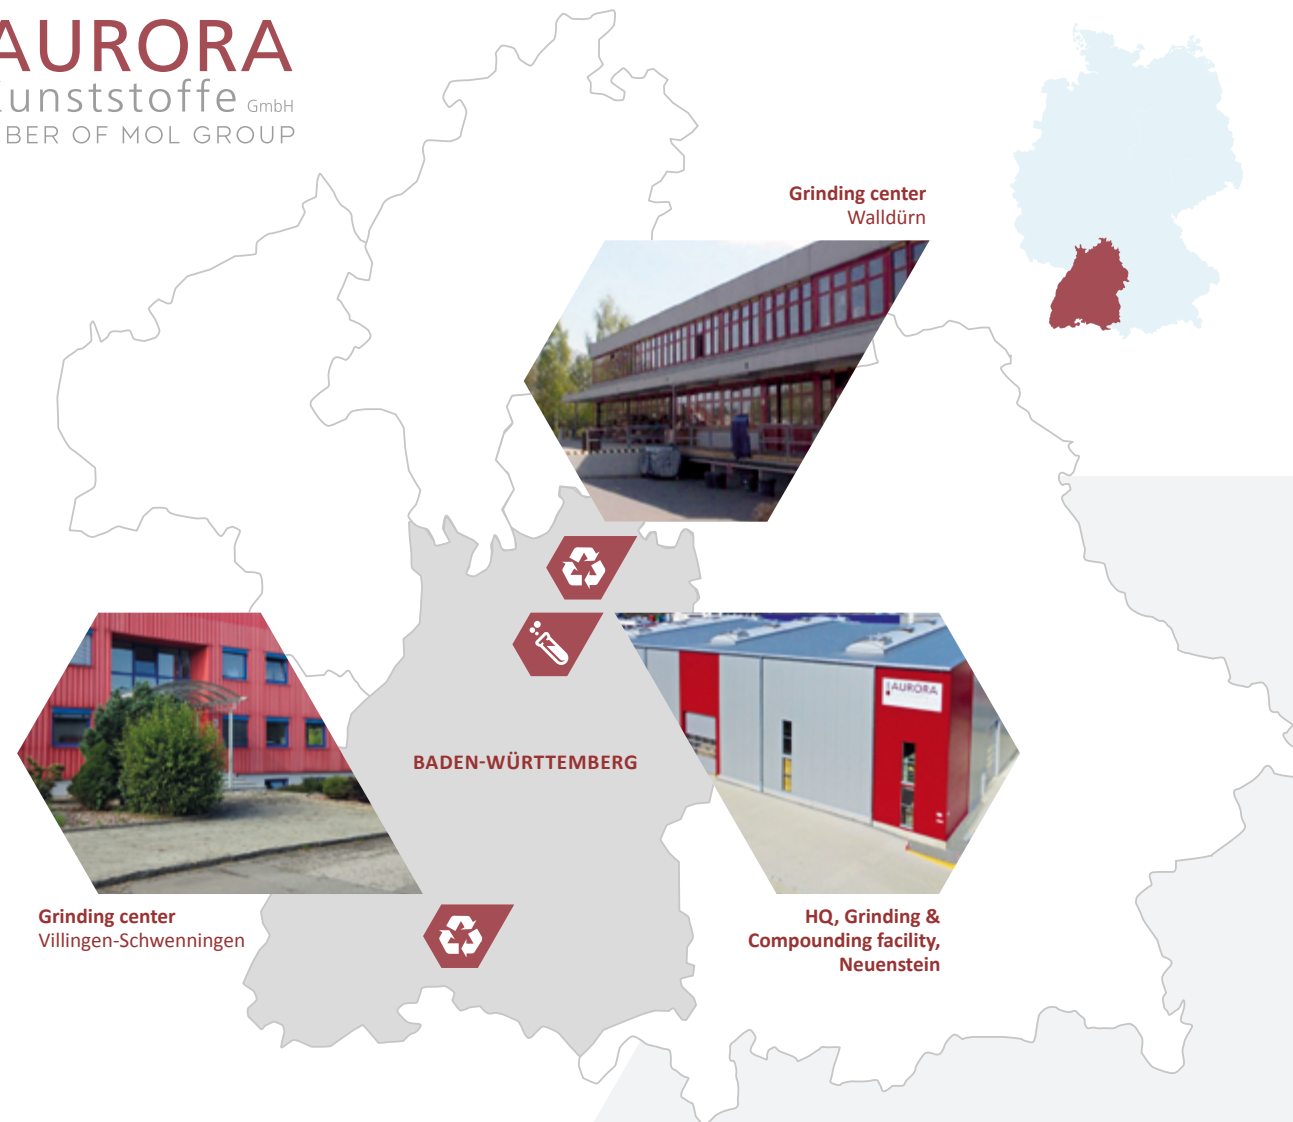 AURORA
Kunststoffe GmbH
BER OF MOL GROUP
Grinding center
Walldürn
AURORA
BADEN-WÜRTTEMBERG
Grinding center
Villingen-Schwenningen
HQ, Grinding &
Compounding facility,
Neuenstein